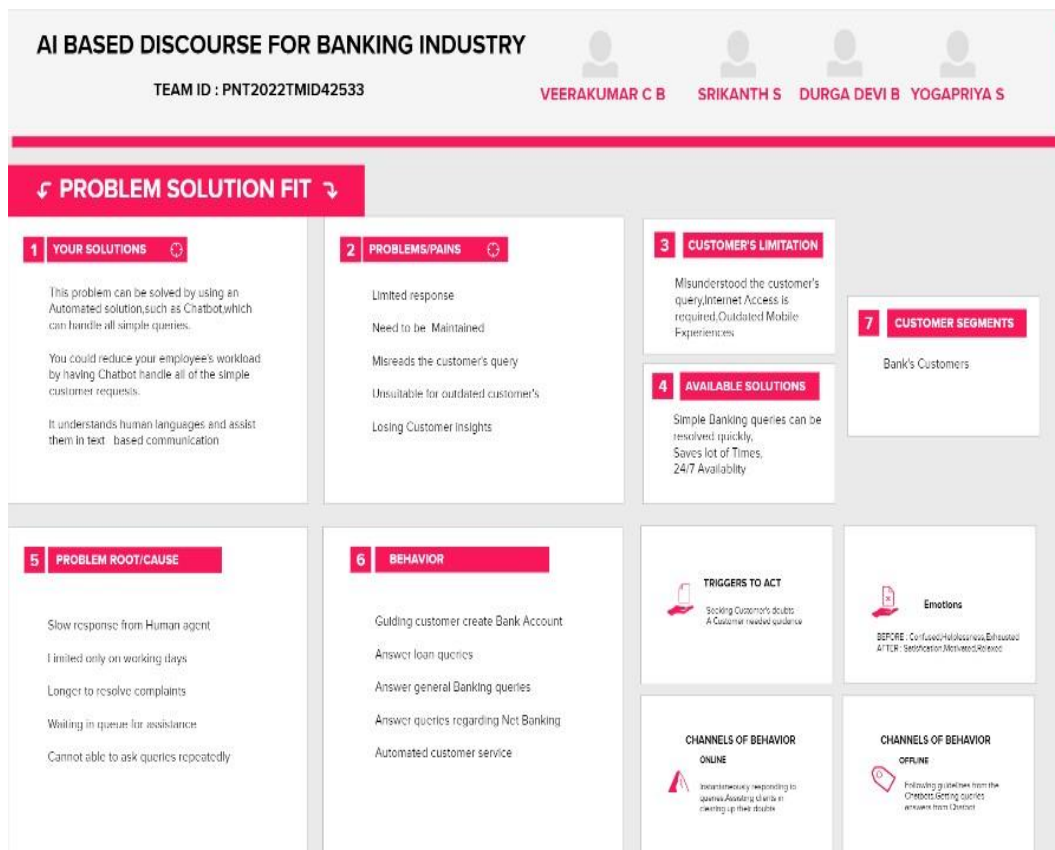 AI BASED DISCOURSE FOR BANKING INDUSTRY
TEAM ID : PNT2022TMID42533
VEERAKUMAR C B
SRIKANTH S
DURGA DEVI B
YOGAPRIYA S
PROBLEM SOLUTION FIT
1 YOUR SOLUTIONS
This problem can be solved by using an
Automated solution,such as Chatbot,which
can handle all simple queries.
You could reduce your employee's workload
by having Chatbot handle all of the simple
customer requests.
It understands human languages and assist
them in text based communication
2 PROBLEMS/PAINS
Limited response
Need to be Maintained
Misreads the customer's query
Unsuitable for outdated customer's
Losing Customer insights
3 CUSTOMER'S LIMITATION
Misunderstood the customer's
query,Internet Access is
required,Outdated Mobile
Experiences
4 AVAILABLE SOLUTIONS
Simple Banking queries can be
resolved quickly,
Saves lot of Times,
24/7 Availablity
7 CUSTOMER SEGMENTS
Bank's Customers
5 PROBLEM ROOT/CAUSE
Slow response from Human agent
Limited only on working days
Longer to resolve complaints
Waiting in queue for assistance
Cannot able to ask queries repeatedly
6 BEHAVIOR
Guiding customer create Bank Account
Answer loan queries
Answer general Banking queries
Answer queries regarding Net Banking
Automated customer service
TRIGGERS TO ACT
Seeking Customer's doubts
A Customer needed guidence
Emotions
BEFORE : Confused,Helplessness,Exhausted
AFTER : Satisfaction,Motivated,Relaxed
CHANNELS OF BEHAVIOR
ONLINE
Instantaneously responding to
queries,Assisting clients in
clearing up their doubts
CHANNELS OF BEHAVIOR
OFFLINE
Following guidelines from the
Chatbots,Getting queries
answers from Chatbot